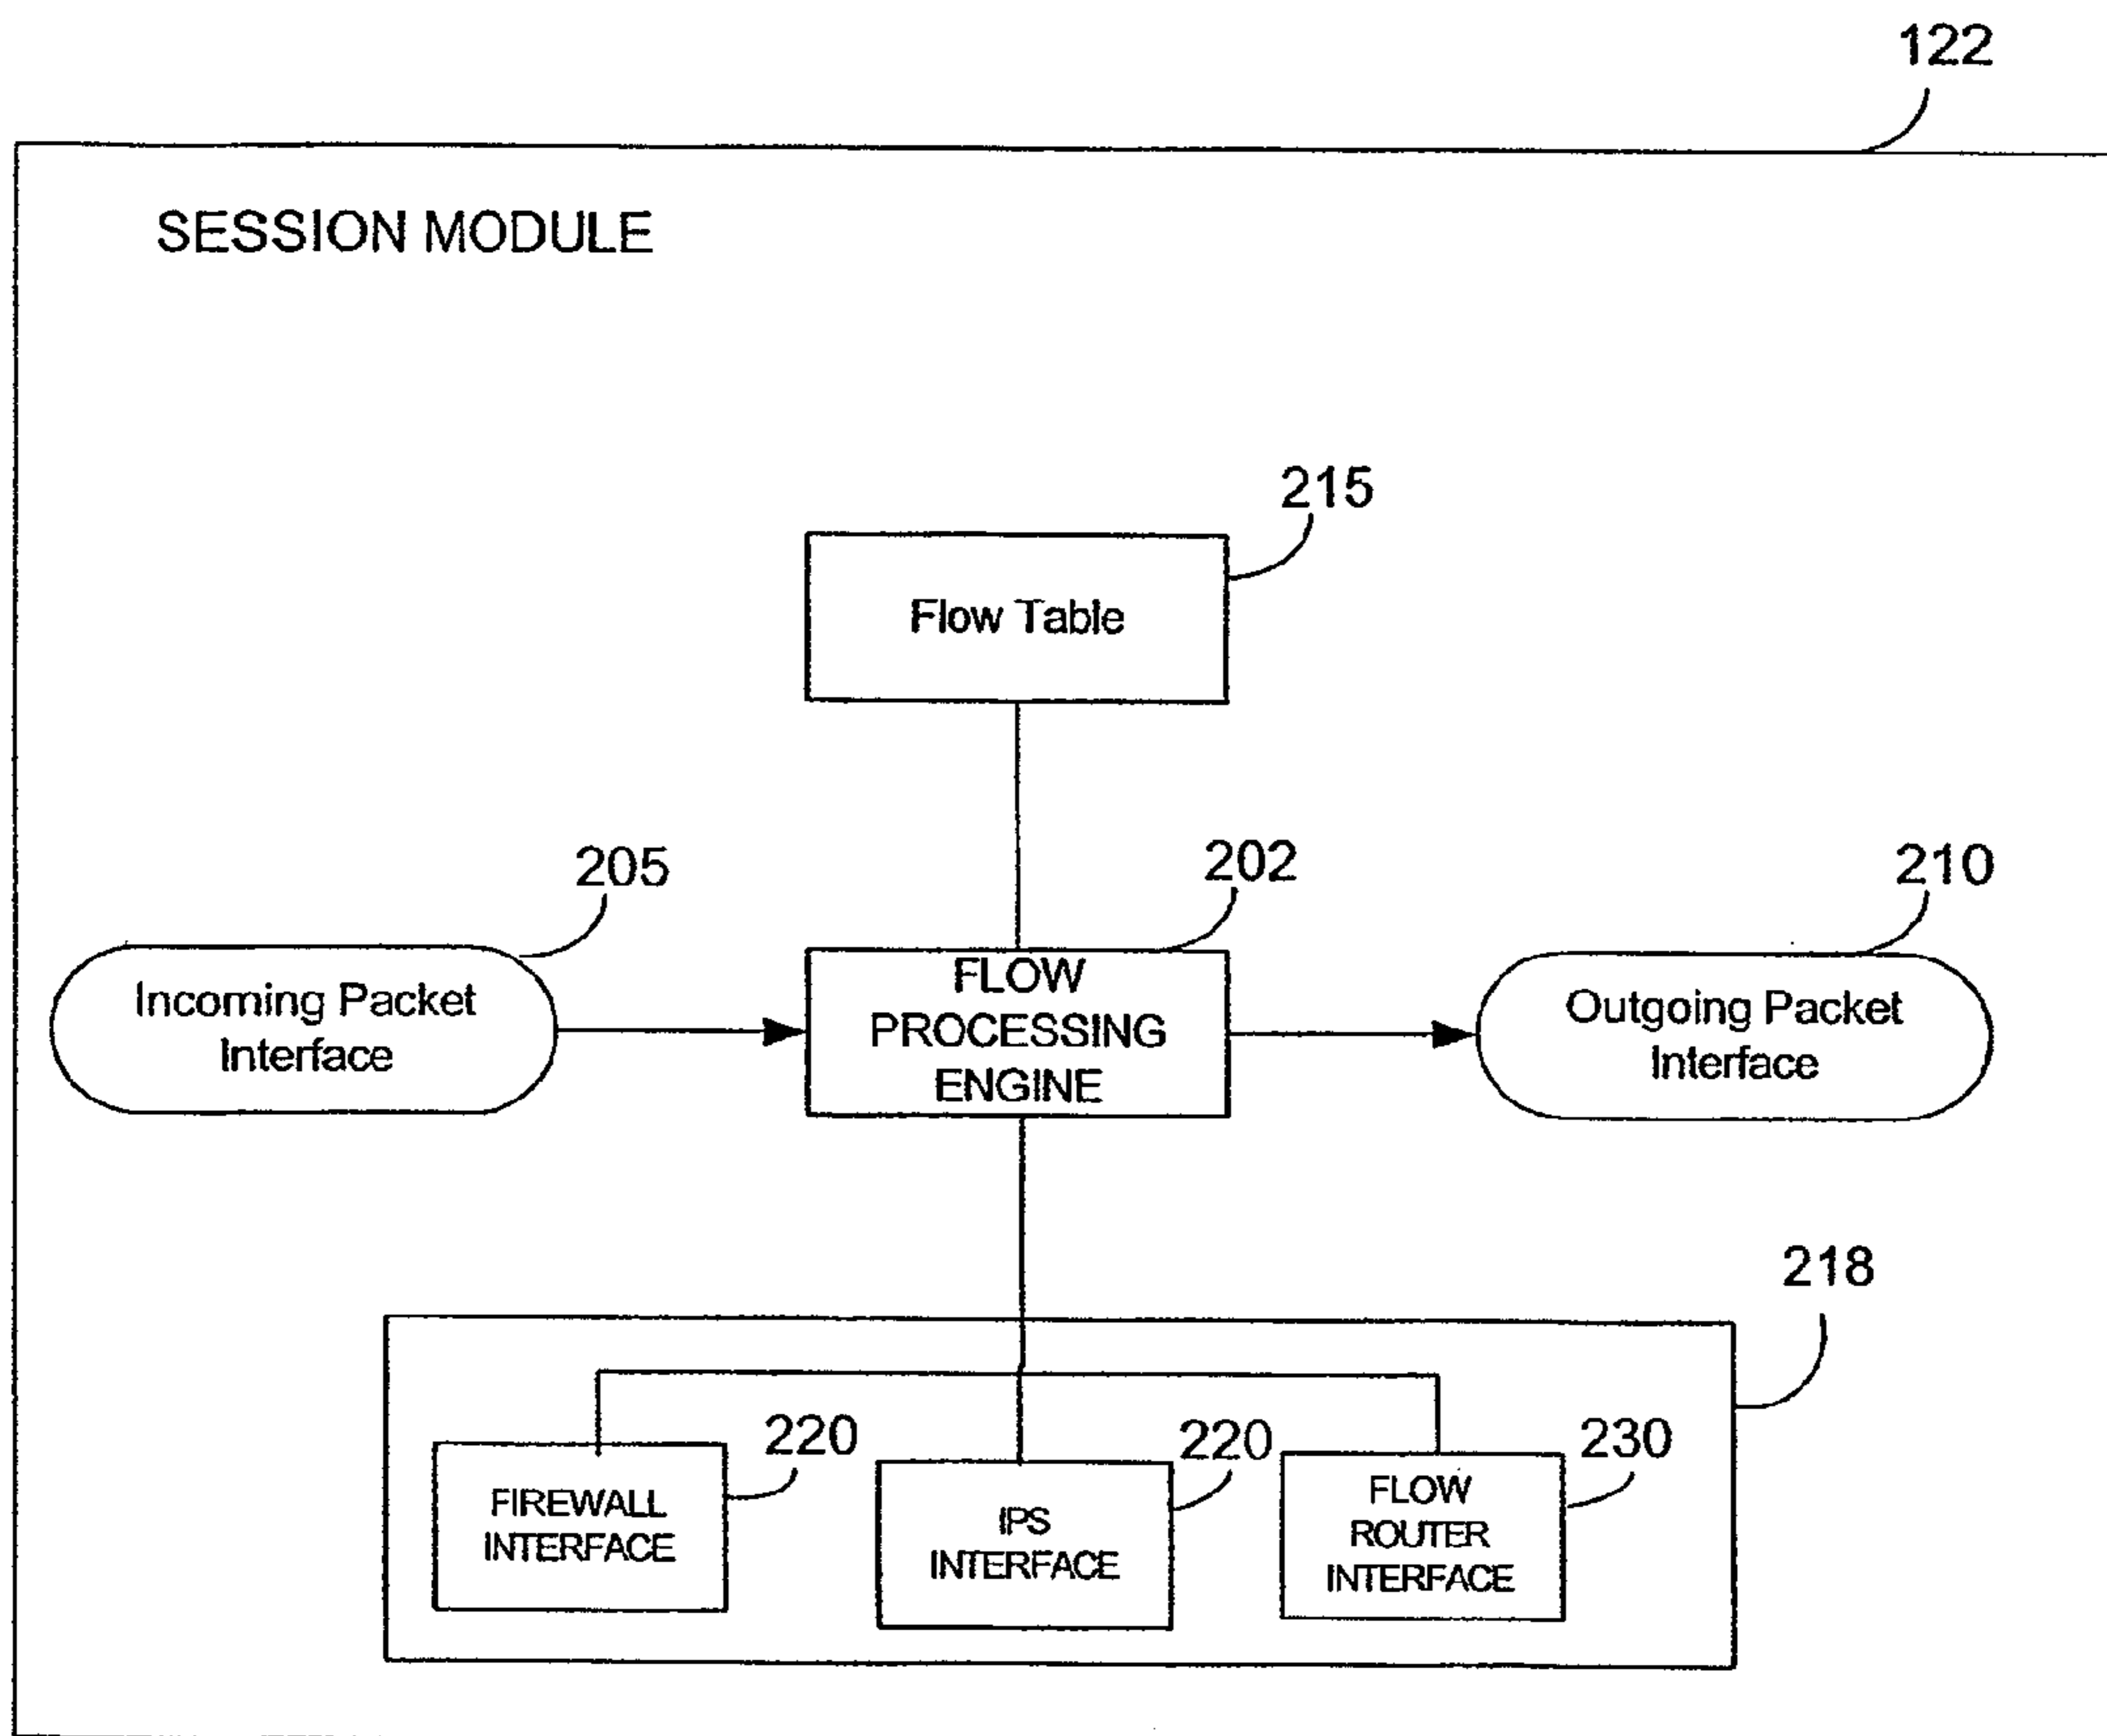 122
SESSION MODULE
215
Flow Table
205
202
210
Incoming Packet
Interface
FLOW
PROCESSING
ENGINE
Outgoing Packet
Interface
218
220
220
230
FIREWALL
INTERFACE
IPS
INTERFACE
FLOW
ROUTER
INTERFACE